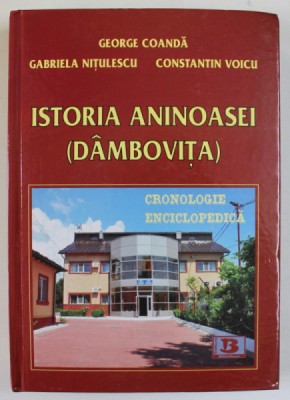 GEORGE COANDĂ
GABRIELA NIȚULESCU CONSTANTIN VOICU
ISTORIA ANINOASEI
(DÂMBOVIȚA)
CRONOLOGIE
ENCICLOPEDICĂ
B